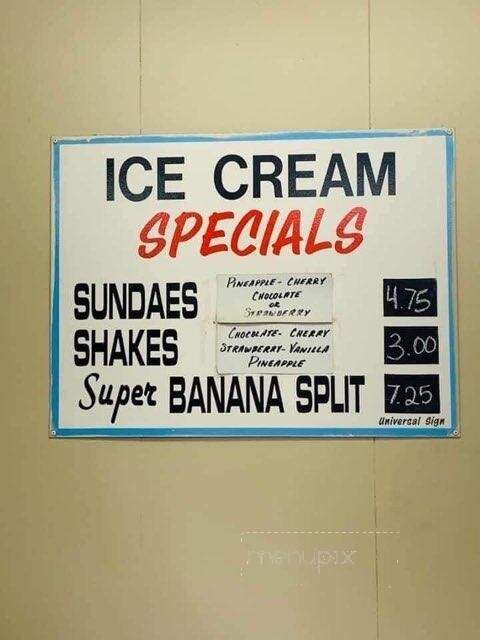 ICE CREAM
SPECIALS
SUNDAES
PINEAPPLE - CHERRY
CHOCOLATE
OR
STRAWBERRY
4.75
SHAKES
CHOCOLATE - CHERRY
STRAWBERRY - VANILLA
PINEAPPLE
3.00
Super BANANA SPLIT 7.25
Universal Sign
menupix